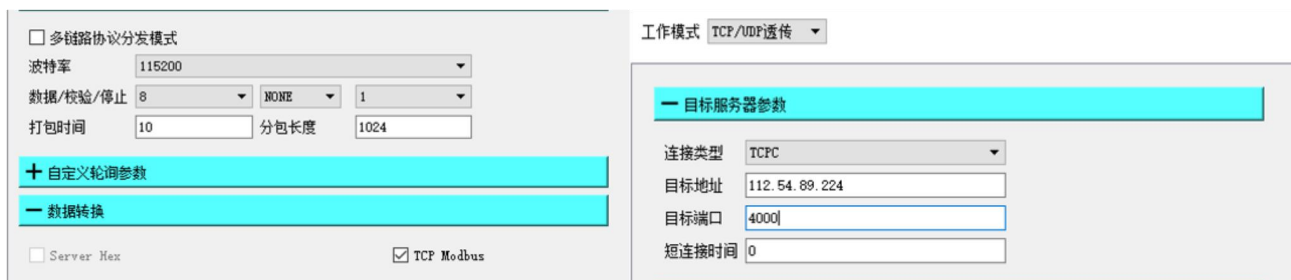 多链路协议分发模式
波特率 115200
数据/校验/停止 8 NONE 1
打包时间 10 分包长度 1024
+ 自定义轮询参数
— 数据转换
Server Hex TCP Modbus
工作模式 TCP/UDP透传
— 目标服务器参数
连接类型 TCPC
目标地址 112.54.89.224
目标端口 4000
短连接时间 0